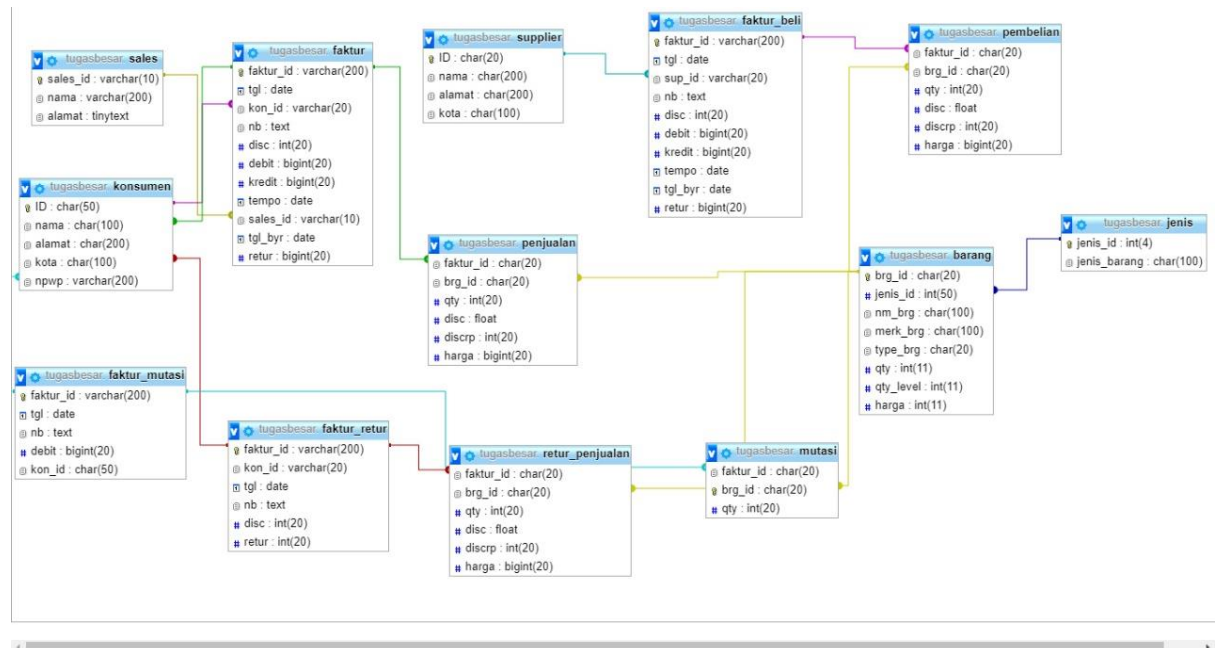 tugasbesar. sales
sales_id : varchar(10)
nama : varchar(200)
alamat : tinytext
tugasbesar. faktur
faktur_id : varchar(200)
tgl : date
kon_id : varchar(20)
nb : text
disc : int(20)
debit : bigint(20)
kredit : bigint(20)
tempo : date
sales_id : varchar(10)
tgl_byr : date
retur : bigint(20)
tugasbesar. supplier
ID : char(20)
nama : char(200)
alamat : char(200)
kota : char(100)
tugasbesar. faktur_beli
faktur_id : varchar(200)
tgl : date
sup_id : varchar(20)
nb : text
disc : int(20)
debit : bigint(20)
kredit : bigint(20)
tempo : date
tgl_byr : date
retur : bigint(20)
tugasbesar. pembelian
faktur_id : char(20)
brg_id : char(20)
qty : int(20)
disc : float
discrp : int(20)
harga : bigint(20)
tugasbesar. konsumen
ID : char(50)
nama : char(100)
alamat : char(200)
kota : char(100)
npwp : varchar(200)
tugasbesar. penjualan
faktur_id : char(20)
brg_id : char(20)
qty : int(20)
disc : float
discrp : int(20)
harga : bigint(20)
tugasbesar. barang
brg_id : char(20)
jenis_id : int(50)
nm_brg : char(100)
merk_brg : char(100)
type_brg : char(20)
qty : int(11)
qty_level : int(11)
harga : int(11)
tugasbesar. jenis
jenis_id : int(4)
jenis_barang : char(100)
tugasbesar. faktur_mutasi
faktur_id : varchar(200)
tgl : date
nb : text
debit : bigint(20)
kon_id : char(50)
tugasbesar. faktur_retur
faktur_id : varchar(200)
kon_id : varchar(20)
tgl : date
nb : text
disc : int(20)
retur : int(20)
tugasbesar. retur_penjualan
faktur_id : char(20)
brg_id : char(20)
qty : int(20)
disc : float
discrp : int(20)
harga : bigint(20)
tugasbesar. mutasi
faktur_id : char(20)
brg_id : char(20)
qty : int(20)